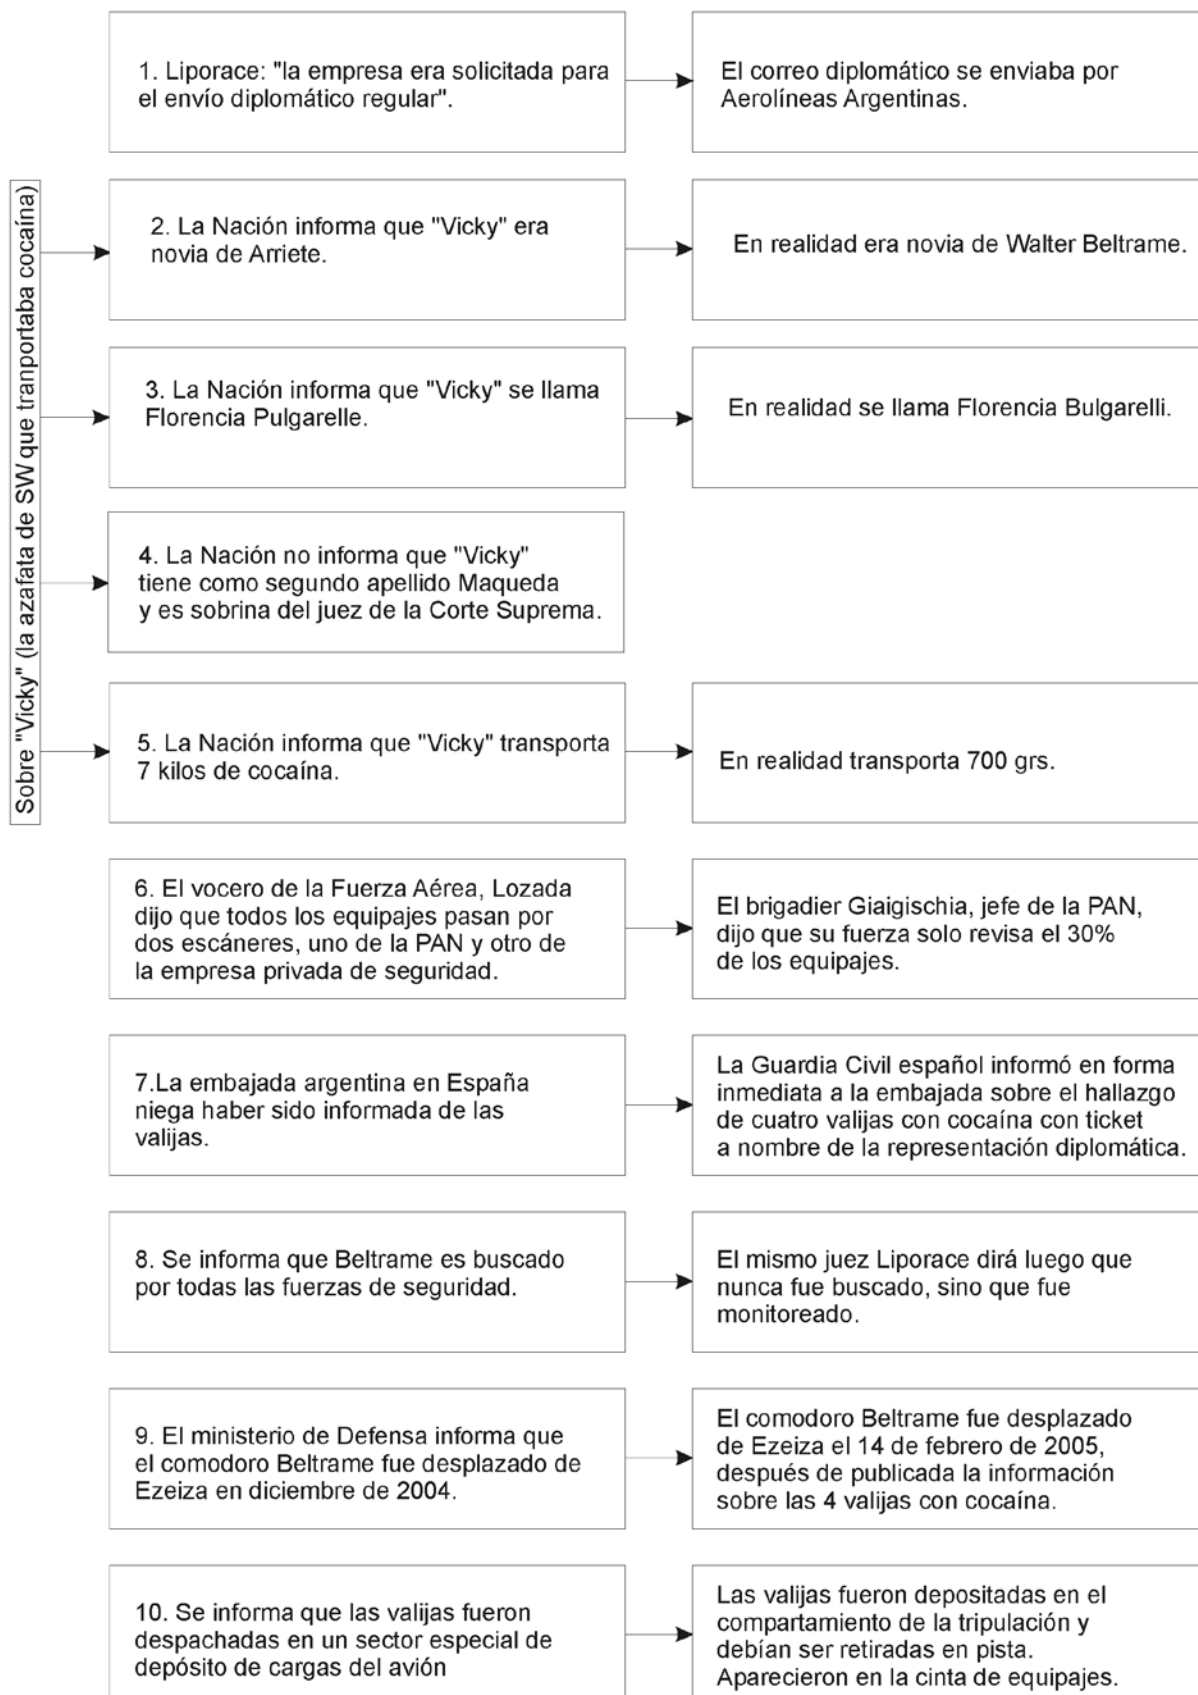 1. Liporace: "la empresa era solicitada para
el envío diplomático regular".
El correo diplomático se enviaba por
Aerolíneas Argentinas.
Sobre "Vicky" (la azafata de SW que tranportaba cocaína)
2. La Nación informa que "Vicky" era
novia de Arriete.
En realidad era novia de Walter Beltrame.
3. La Nación informa que "Vicky" se llama
Florencia Pulgarelle.
En realidad se llama Florencia Bulgarelli.
4. La Nación no informa que "Vicky"
tiene como segundo apellido Maqueda
y es sobrina del juez de la Corte Suprema.
5. La Nación informa que "Vicky" transporta
7 kilos de cocaína.
En realidad transporta 700 grs.
6. El vocero de la Fuerza Aérea, Lozada
dijo que todos los equipajes pasan por
dos escáneres, uno de la PAN y otro de
la empresa privada de seguridad.
El brigadier Giaigischia, jefe de la PAN,
dijo que su fuerza solo revisa el 30%
de los equipajes.
7.La embajada argentina en España
niega haber sido informada de las
valijas.
La Guardia Civil español informó en forma
inmediata a la embajada sobre el hallazgo
de cuatro valijas con cocaína con ticket
a nombre de la representación diplomática.
8. Se informa que Beltrame es buscado
por todas las fuerzas de seguridad.
El mismo juez Liporace dirá luego que
nunca fue buscado, sino que fue
monitoreado.
9. El ministerio de Defensa informa que
el comodoro Beltrame fue desplazado de
Ezeiza en diciembre de 2004.
El comodoro Beltrame fue desplazado
de Ezeiza el 14 de febrero de 2005,
después de publicada la información
sobre las 4 valijas con cocaína.
10. Se informa que las valijas fueron
despachadas en un sector especial de
depósito de cargas del avión
Las valijas fueron depositadas en el
compartamiento de la tripulación y
debían ser retiradas en pista.
Aparecieron en la cinta de equipajes.